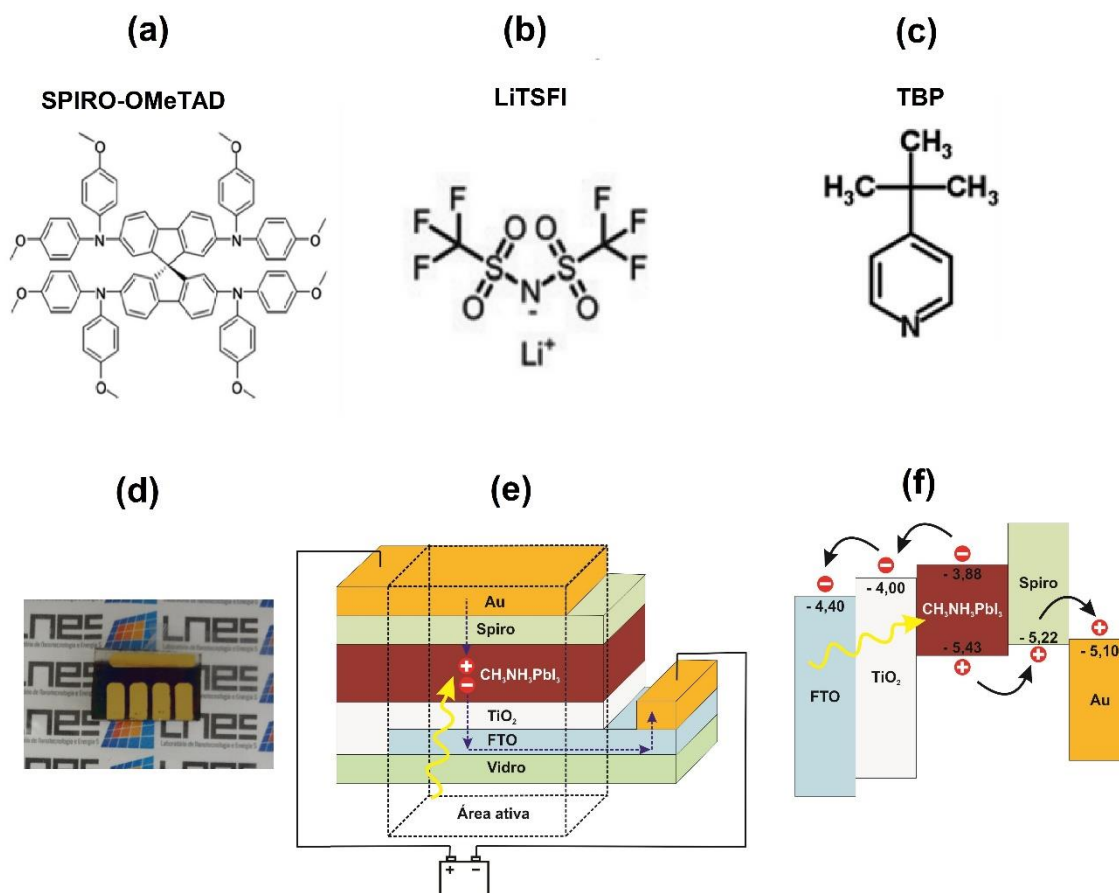 (a)
SPIRO-OMeTAD
O
O
O
O
N
N
O
O
N
N
O
O
(b)
LiTSFI
F
F
F
F
F
F
O
O
S
S
O
N
O
-
Li+
(c)
TBP
CH3
H3C
CH3
N
(d)
LNES
(e)
Au
Spiro
+
−
CH3NH3PbI3
TiO2
FTO
Vidro
Área ativa
+ −
(f)
−
−
−
- 3,88
- 4,00
- 4,40
Spiro
CH3NH3PbI3
+
- 5,43
- 5,22
+
+
- 5,10
TiO2
FTO
Au